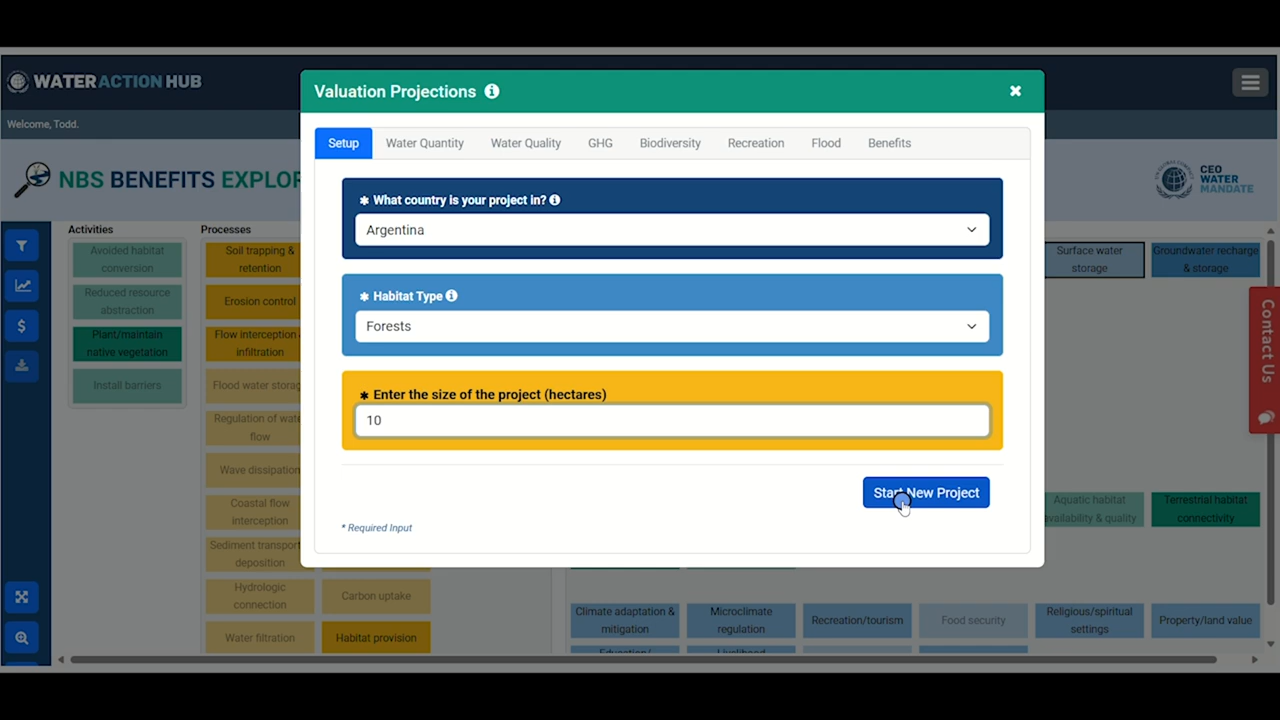 WATER ACTION HUB
Welcome, Todd.
NBS BENEFITS EXPLOR
CEO
WATER
MANDATE
Valuation Projections
Setup
Water Quantity
Water Quality
GHG
Biodiversity
Recreation
Flood
Benefits
* What country is your project in?
Argentina
* Habitat Type
Forests
* Enter the size of the project (hectares)
10
Start New Project
* Required Input
Activities
Avoided habitat
conversion
Reduced resource
abstraction
Plant/maintain
native vegetation
Install barriers
Processes
Soil trapping &
retention
Erosion control
Flow interception
infiltration
Flood water storag
Regulation of wate
flow
Wave dissipation
Coastal flow
interception
Sediment transport
deposition
Hydrologic
connection
Carbon uptake
Water filtration
Habitat provision
Surface water
storage
Groundwater recharge
& storage
Aquatic habitat
availability & quality
Terrestrial habitat
connectivity
Climate adaptation &
mitigation
Microclimate
regulation
Recreation/tourism
Food security
Religious/spiritual
settings
Property/land value
Education/
Livelihood
Contact Us